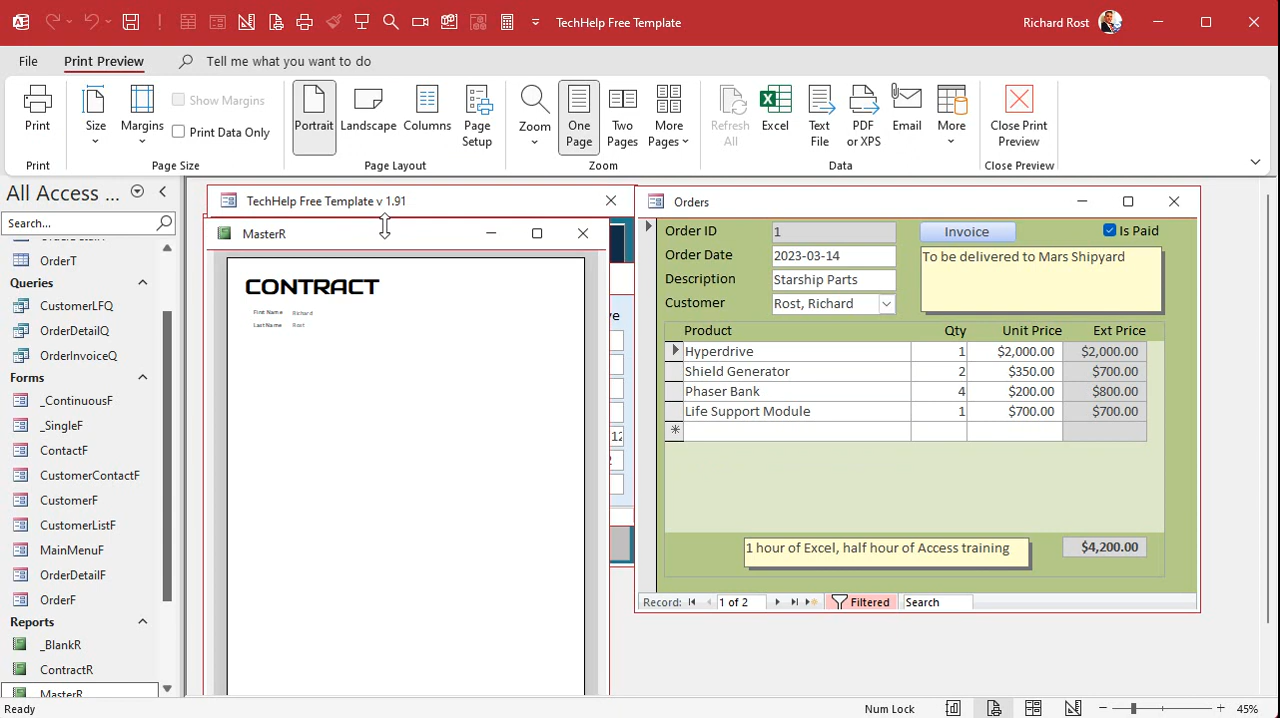 TechHelp Free Template
Richard Rost
File
Print Preview
Tell me what you want to do
Print
Size
Margins
Show Margins
Print Data Only
Portrait
Landscape
Columns
Page Setup
Zoom
One Page
Two Pages
More Pages
Refresh All
Excel
Text File
PDF or XPS
Email
More
Close Print Preview
Print
Page Size
Page Layout
Zoom
Data
Close Preview
All Access ...
Search...
OrderT
Queries
CustomerLFQ
OrderDetailQ
OrderInvoiceQ
Forms
_ContinuousF
_SingleF
ContactF
CustomerContactF
CustomerF
CustomerListF
MainMenuF
OrderDetailF
OrderF
Reports
_BlankR
ContractR
MasterR
TechHelp Free Template v 1.91
MasterR
CONTRACT
First Name Richard
Last Name Rost
Orders
Order ID 1
Invoice
Is Paid
Order Date 2023-03-14
To be delivered to Mars Shipyard
Description Starship Parts
Customer Rost, Richard
Product Qty Unit Price Ext Price
Hyperdrive 1 $2,000.00 $2,000.00
Shield Generator 2 $350.00 $700.00
Phaser Bank 4 $200.00 $800.00
Life Support Module 1 $700.00 $700.00
1 hour of Excel, half hour of Access training
$4,200.00
Record: 1 of 2 Filtered Search
Num Lock
45%